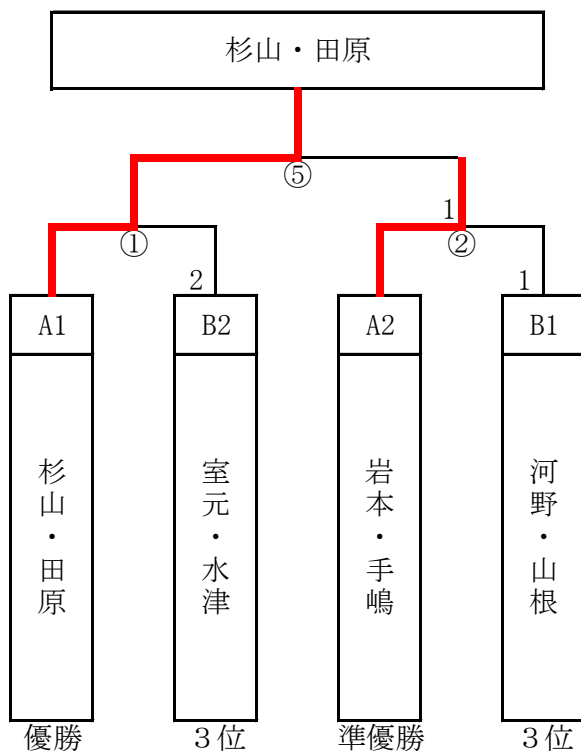 杉山・田原
⑤
1
① ②
2 1
A1 B2 A2 B1
杉山・田原
室元・水津
岩本・手嶋
河野・山根
優勝 3位 準優勝 3位